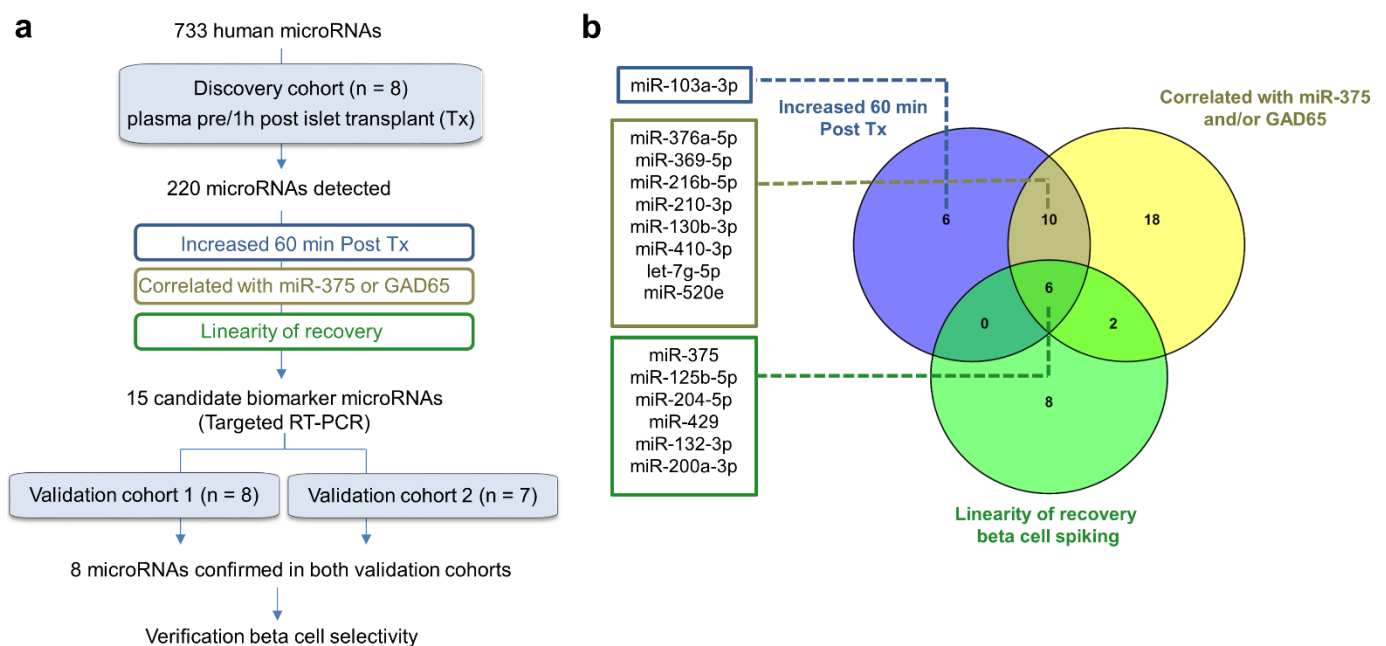 a
733 human microRNAs
Discovery cohort (n = 8)
plasma pre/1h post islet transplant (Tx)
220 microRNAs detected
Increased 60 min Post Tx
Correlated with miR-375 or GAD65
Linearity of recovery
15 candidate biomarker microRNAs
(Targeted RT-PCR)
Validation cohort 1 (n = 8)
Validation cohort 2 (n = 7)
8 microRNAs confirmed in both validation cohorts
Verification beta cell selectivity
b
miR-103a-3p
miR-376a-5p
miR-369-5p
miR-216b-5p
miR-210-3p
miR-130b-3p
miR-410-3p
let-7g-5p
miR-520e
miR-375
miR-125b-5p
miR-204-5p
miR-429
miR-132-3p
miR-200a-3p
Increased 60 min
Post Tx
Correlated with miR-375
and/or GAD65
6
10
18
6
0
2
8
Linearity of recovery
beta cell spiking